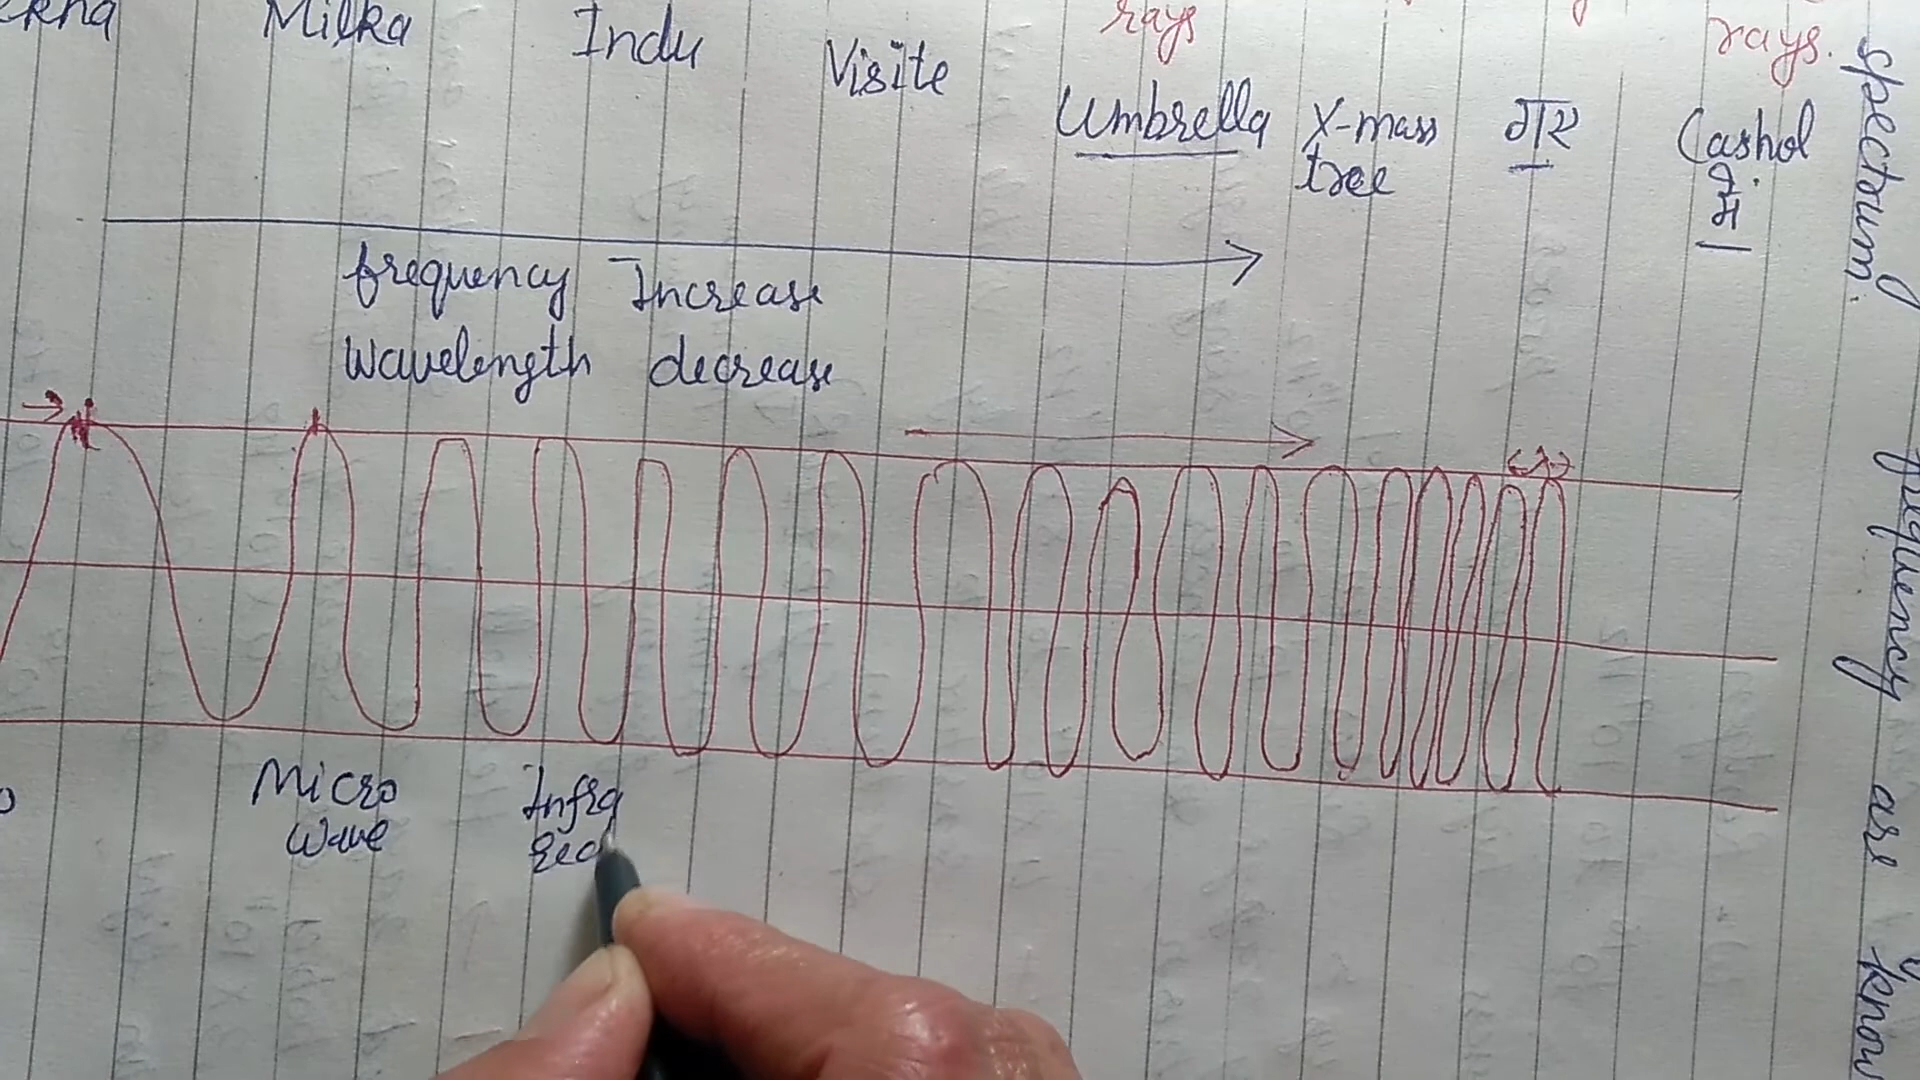 Milka
Indu
Visite
rays
rays.
Umbrella
X-mass
tree
गार
Cashol
में
frequency Increase
Wavelength decrease
Micro
Wave
Infra
spectrum.
frequency are know